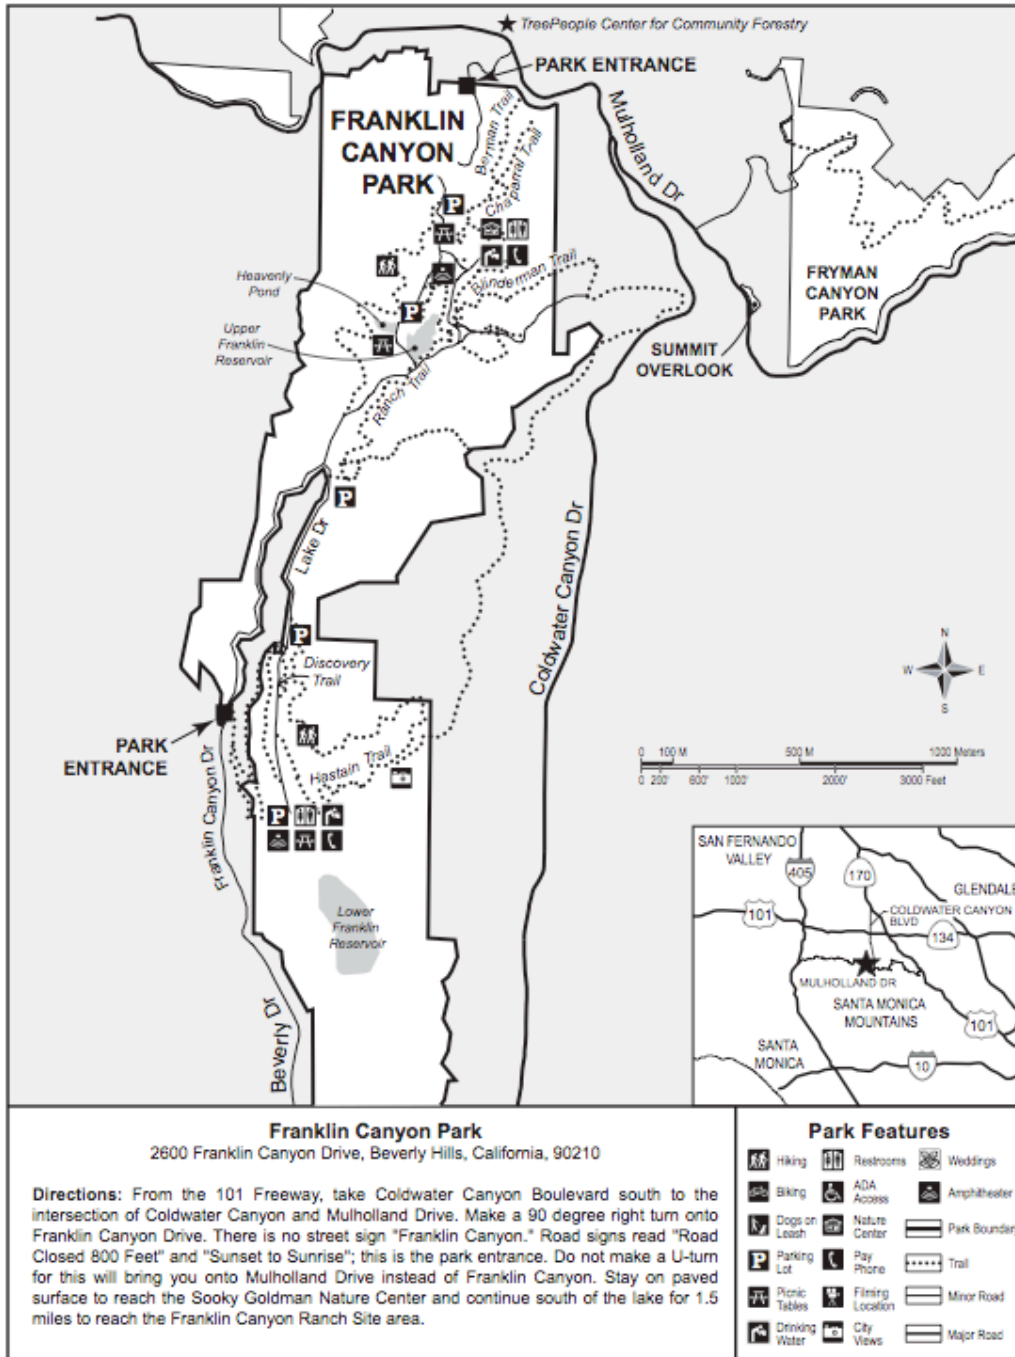 TreePeople Center for Community Forestry
PARK ENTRANCE
FRANKLIN
CANYON
PARK
Berman Trail
Chaparral Trail
Mulholland Dr
Heavenly
Pond
Blinderman Trail
FRYMAN
CANYON
PARK
Upper
Franklin
Reservoir
SUMMIT
OVERLOOK
Ranch Trail
Lake Dr
Coldwater Canyon Dr
N
W E
S
Discovery
Trail
PARK
ENTRANCE
Hastain Trail
0 100 M 500 M 1000 Meters
0 200' 600' 1000' 2000' 3000 Feet
Franklin Canyon Dr
Lower
Franklin
Reservoir
Beverly Dr
SAN FERNANDO
VALLEY
405
170
GLENDALE
101
COLDWATER CANYON
BLVD
134
MULHOLLAND DR
SANTA MONICA
MOUNTAINS
101
SANTA
MONICA
10
P
P
P
P
P
Franklin Canyon Park
2600 Franklin Canyon Drive, Beverly Hills, California, 90210
Directions: From the 101 Freeway, take Coldwater Canyon Boulevard south to the
intersection of Coldwater Canyon and Mulholland Drive. Make a 90 degree right turn onto
Franklin Canyon Drive. There is no street sign "Franklin Canyon." Road signs read "Road
Closed 800 Feet" and "Sunset to Sunrise"; this is the park entrance. Do not make a U-turn
for this will bring you onto Mulholland Drive instead of Franklin Canyon. Stay on paved
surface to reach the Sooky Goldman Nature Center and continue south of the lake for 1.5
miles to reach the Franklin Canyon Ranch Site area.
Park Features
Hiking
Restrooms
Weddings
Biking
ADA
Access
Amphitheater
Dogs on
Leash
Nature
Center
Park Boundary
P
Parking
Lot
Pay
Phone
Trail
Picnic
Tables
Filming
Location
Minor Road
Drinking
Water
City
Views
Major Road